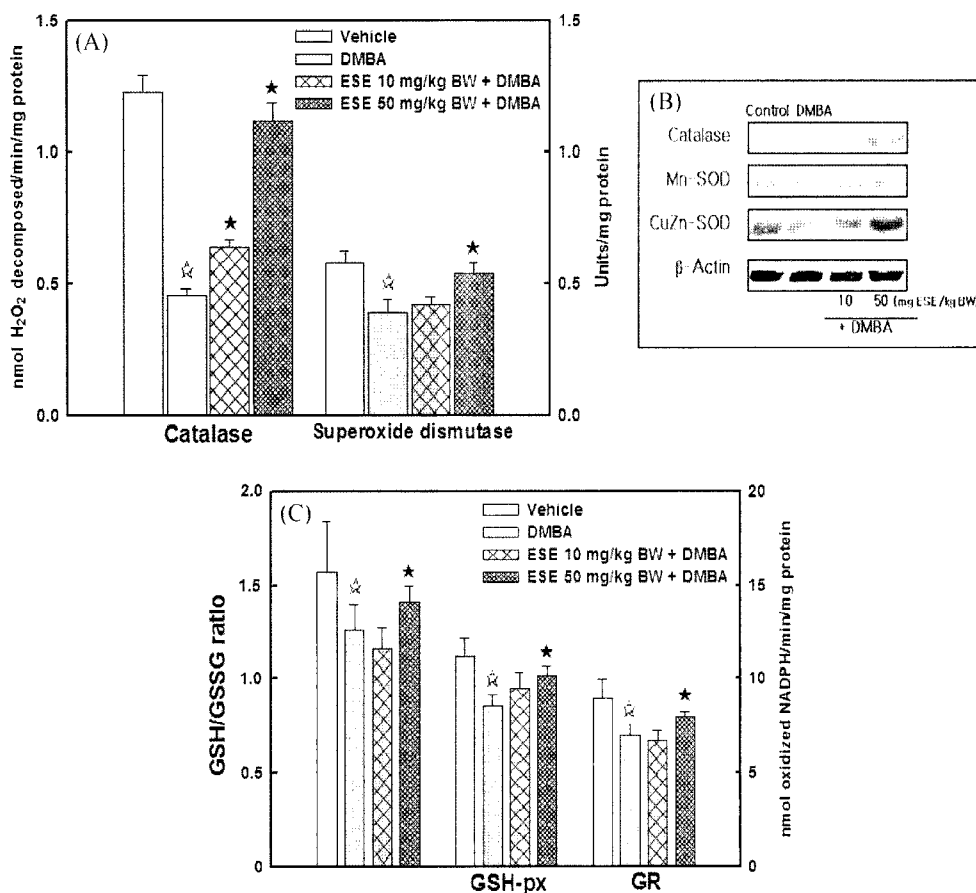 (A)
1.5
1.0
0.5
0.0
nmol H₂O₂ decomposed/min/mg protein
Vehicle
DMBA
ESE 10 mg/kg BW + DMBA
ESE 50 mg/kg BW + DMBA
★
☆
★
☆
★
1.5
1.0
0.5
0.0
Units/mg protein
Catalase
Superoxide dismutase
(B)
Control DMBA
Catalase
Mn-SOD
CuZn-SOD
β-Actin
10 50 (mg ESE/kg BW
+ DMBA
(C)
2.0
1.5
1.0
0.5
0
GSH/GSSG ratio
Vehicle
DMBA
ESE 10 mg/kg BW + DMBA
ESE 50 mg/kg BW + DMBA
☆
★
☆
★
☆
★
20
15
10
5
0
nmol oxidized NADPH/min/mg protein
GSH-px
GR